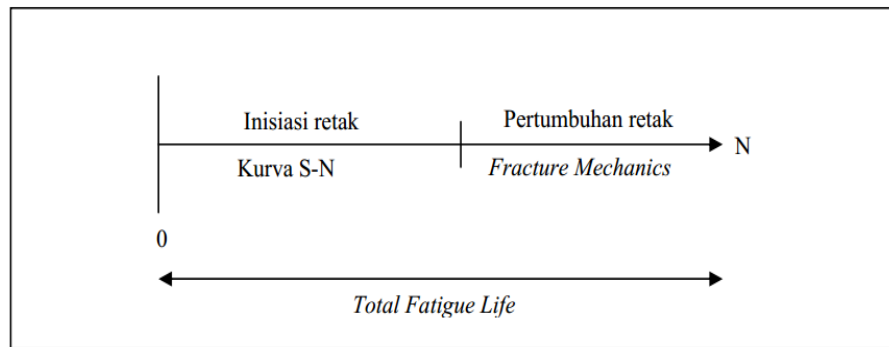 Inisiasi retak
Pertumbuhan retak
N
Kurva S-N
Fracture Mechanics
0
Total Fatigue Life